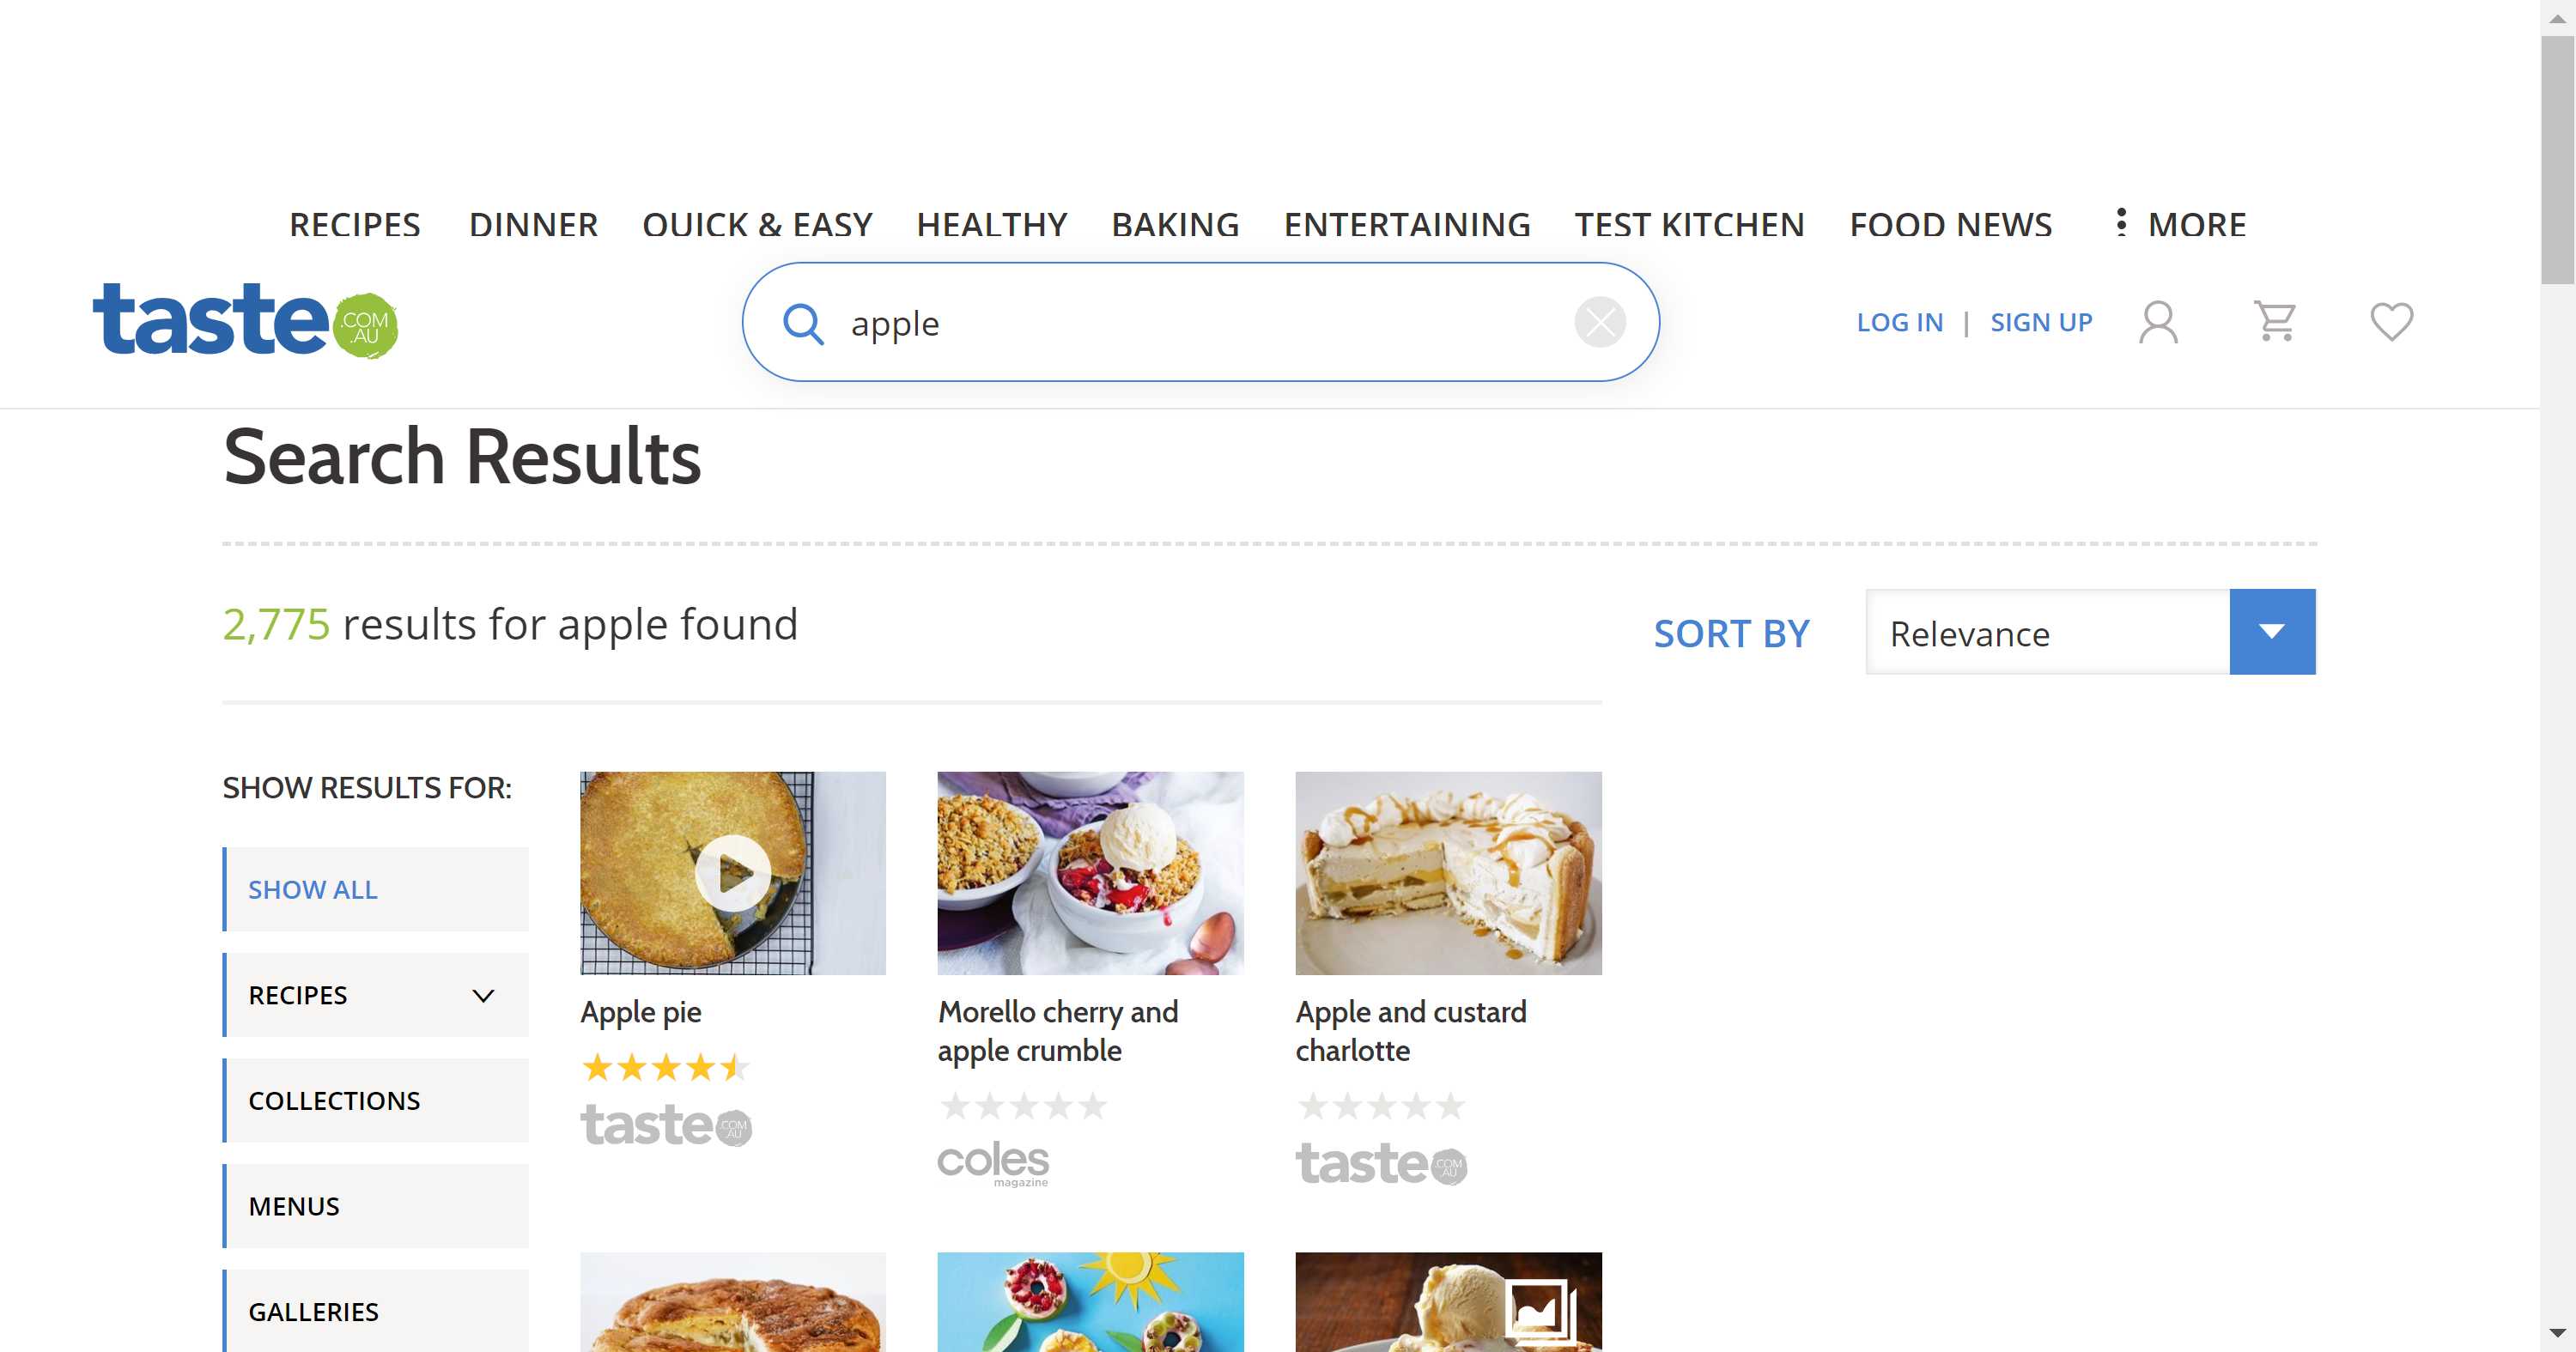 RECIPES DINNER QUICK & EASY HEALTHY BAKING ENTERTAINING TEST KITCHEN FOOD NEWS MORE
taste .COM .AU
apple
LOG IN | SIGN UP
Search Results
2,775 results for apple found
SORT BY
Relevance
SHOW RESULTS FOR:
SHOW ALL
RECIPES
COLLECTIONS
MENUS
GALLERIES
Apple pie
taste .COM .AU
Morello cherry and
apple crumble
coles
magazine
Apple and custard
charlotte
taste .COM .AU